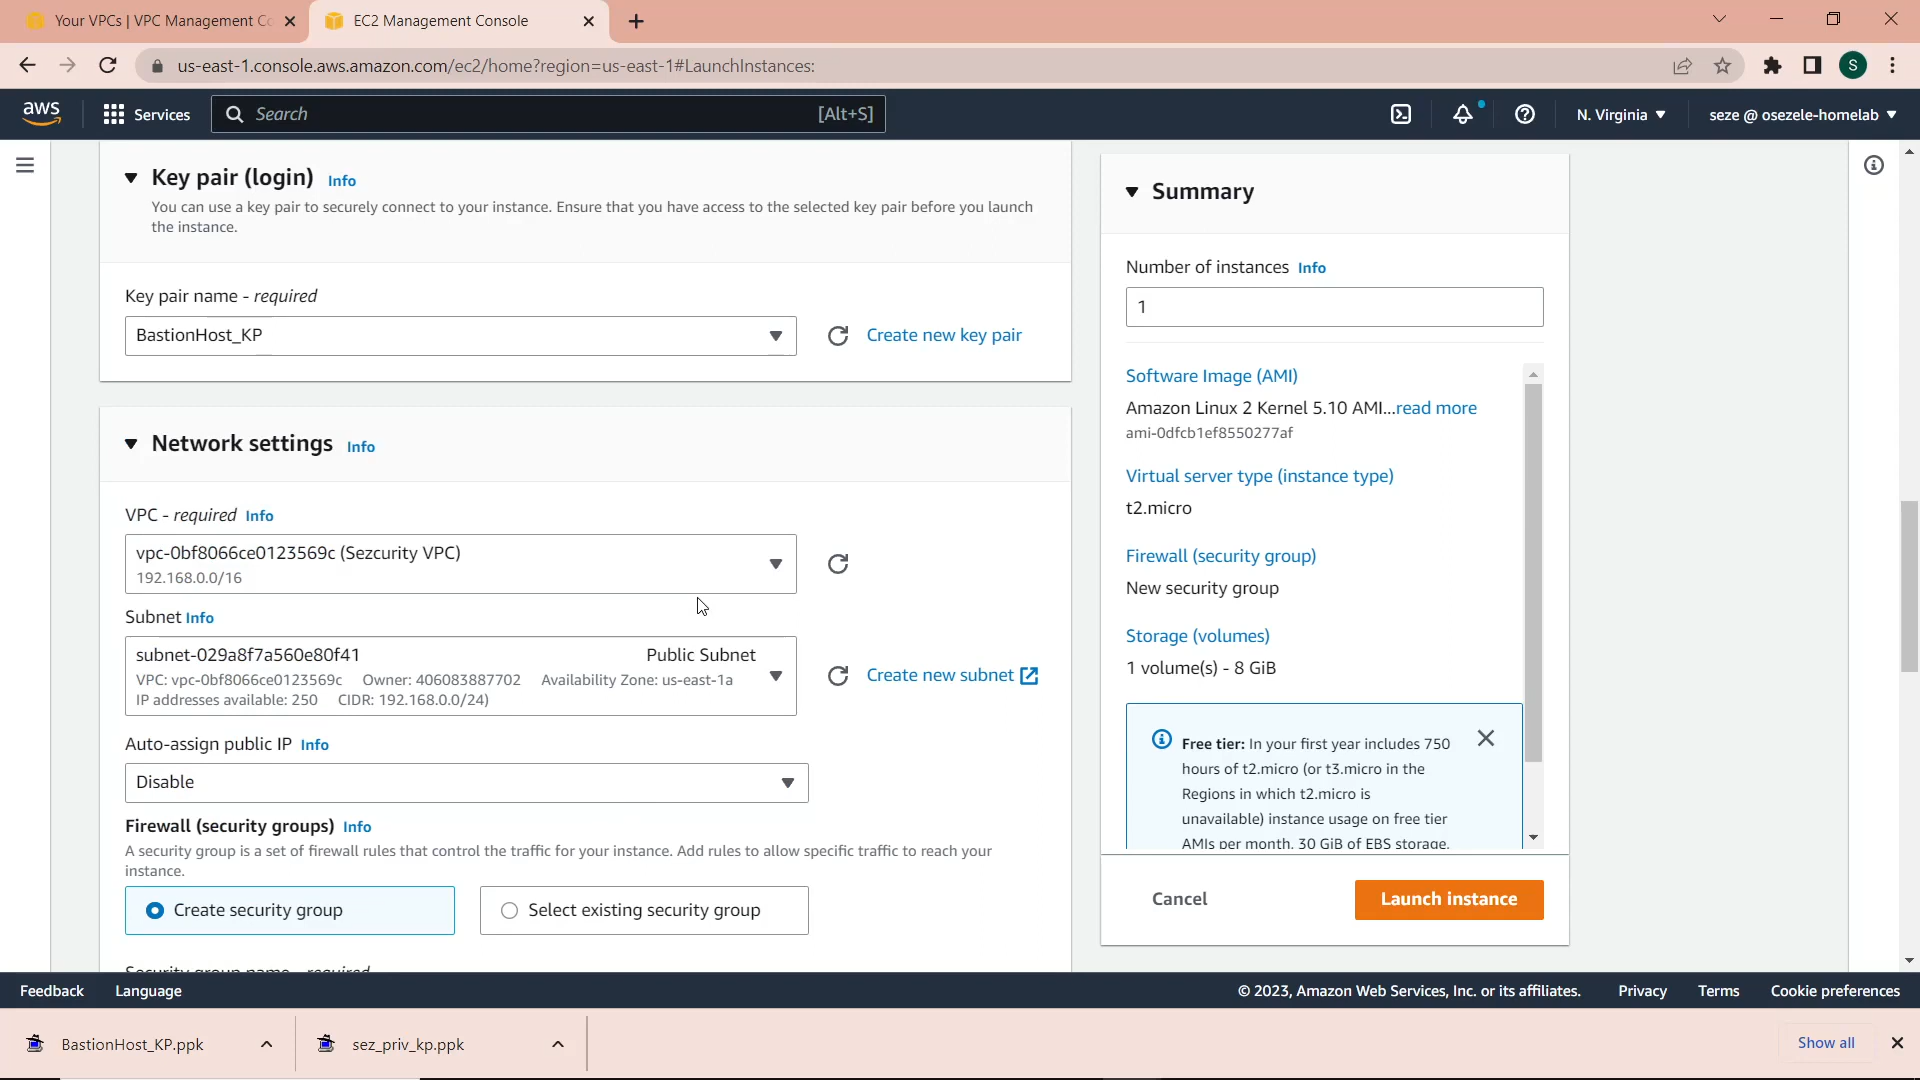 Your VPCs | VPC Management Co
EC2 Management Console
us-east-1.console.aws.amazon.com/ec2/home?region=us-east-1#LaunchInstances:
S
aws
Services
Search
[Alt+S]
N. Virginia
seze @ osezele-homelab
Key pair (login) Info
You can use a key pair to securely connect to your instance. Ensure that you have access to the selected key pair before you launch
the instance.
Key pair name - required
BastionHost_KP
Create new key pair
Network settings Info
VPC - required Info
vpc-0bf8066ce0123569c (Sezcurity VPC)
192.168.0.0/16
Subnet Info
subnet-029a8f7a560e80f41 Public Subnet
VPC: vpc-0bf8066ce0123569c Owner: 406083887702 Availability Zone: us-east-1a
IP addresses available: 250 CIDR: 192.168.0.0/24)
Create new subnet
Auto-assign public IP Info
Disable
Firewall (security groups) Info
A security group is a set of firewall rules that control the traffic for your instance. Add rules to allow specific traffic to reach your
instance.
Create security group
Select existing security group
Security group name - required
Summary
Number of instances Info
1
Software Image (AMI)
Amazon Linux 2 Kernel 5.10 AMI...read more
ami-0dfcb1ef8550277af
Virtual server type (instance type)
t2.micro
Firewall (security group)
New security group
Storage (volumes)
1 volume(s) - 8 GiB
Free tier: In your first year includes 750
hours of t2.micro (or t3.micro in the
Regions in which t2.micro is
unavailable) instance usage on free tier
AMIs per month, 30 GiB of EBS storage,
Cancel
Launch instance
Feedback
Language
© 2023, Amazon Web Services, Inc. or its affiliates.
Privacy
Terms
Cookie preferences
BastionHost_KP.ppk
sez_priv_kp.ppk
Show all